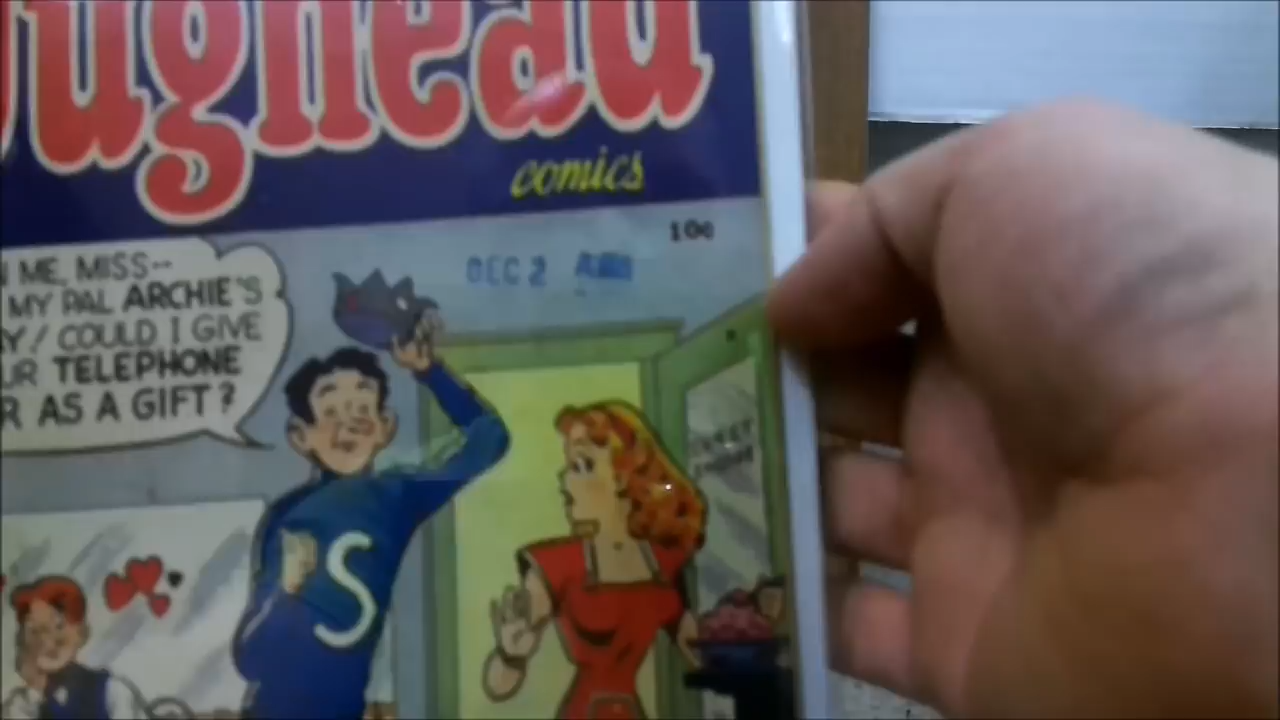 ughead
comics
10¢
DEC 2
N ME, MISS--
MY PAL ARCHIE'S
Y! COULD I GIVE
UR TELEPHONE
R AS A GIFT?
S